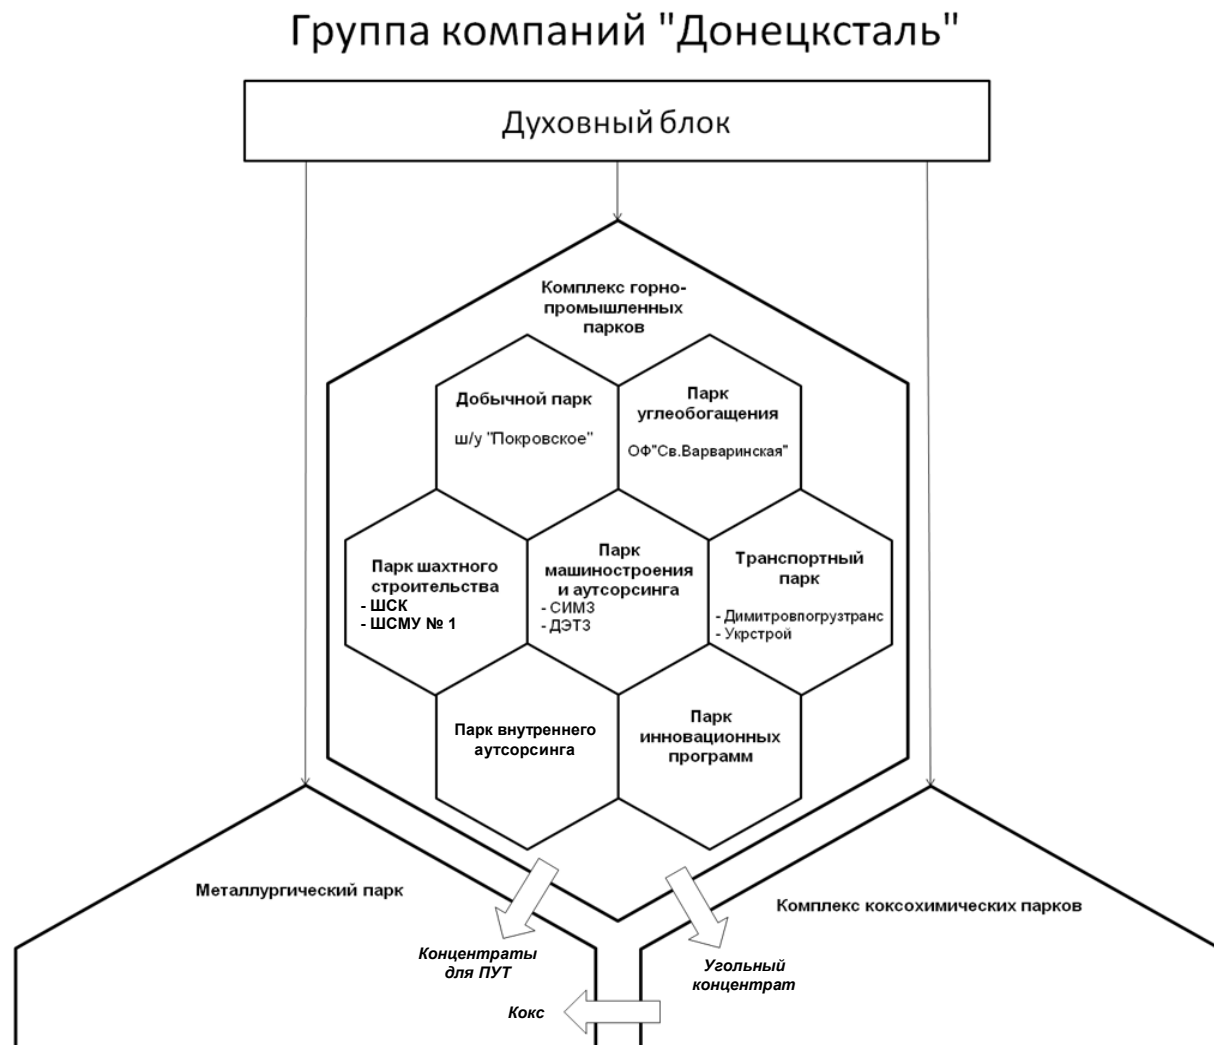 Группа компаний "Донецксталь"
Духовный блок
Комплекс горно-
промышленных
парков
Добычной парк
ш/у "Покровское"
Парк
углеобогащения
ОФ"Св.Варваринская"
Парк шахтного
строительства
- ШСК
- ШСМУ № 1
Парк
машиностроения
и аутсорсинга
- СИМЗ
- ДЭТЗ
Транспортный
парк
- Димитровпогрузтранс
- Укрстрой
Парк внутреннего
аутсорсинга
Парк
инновационных
программ
Металлургический парк
Комплекс коксохимических парков
Концентраты
для ПУТ
Угольный
концентрат
Кокс